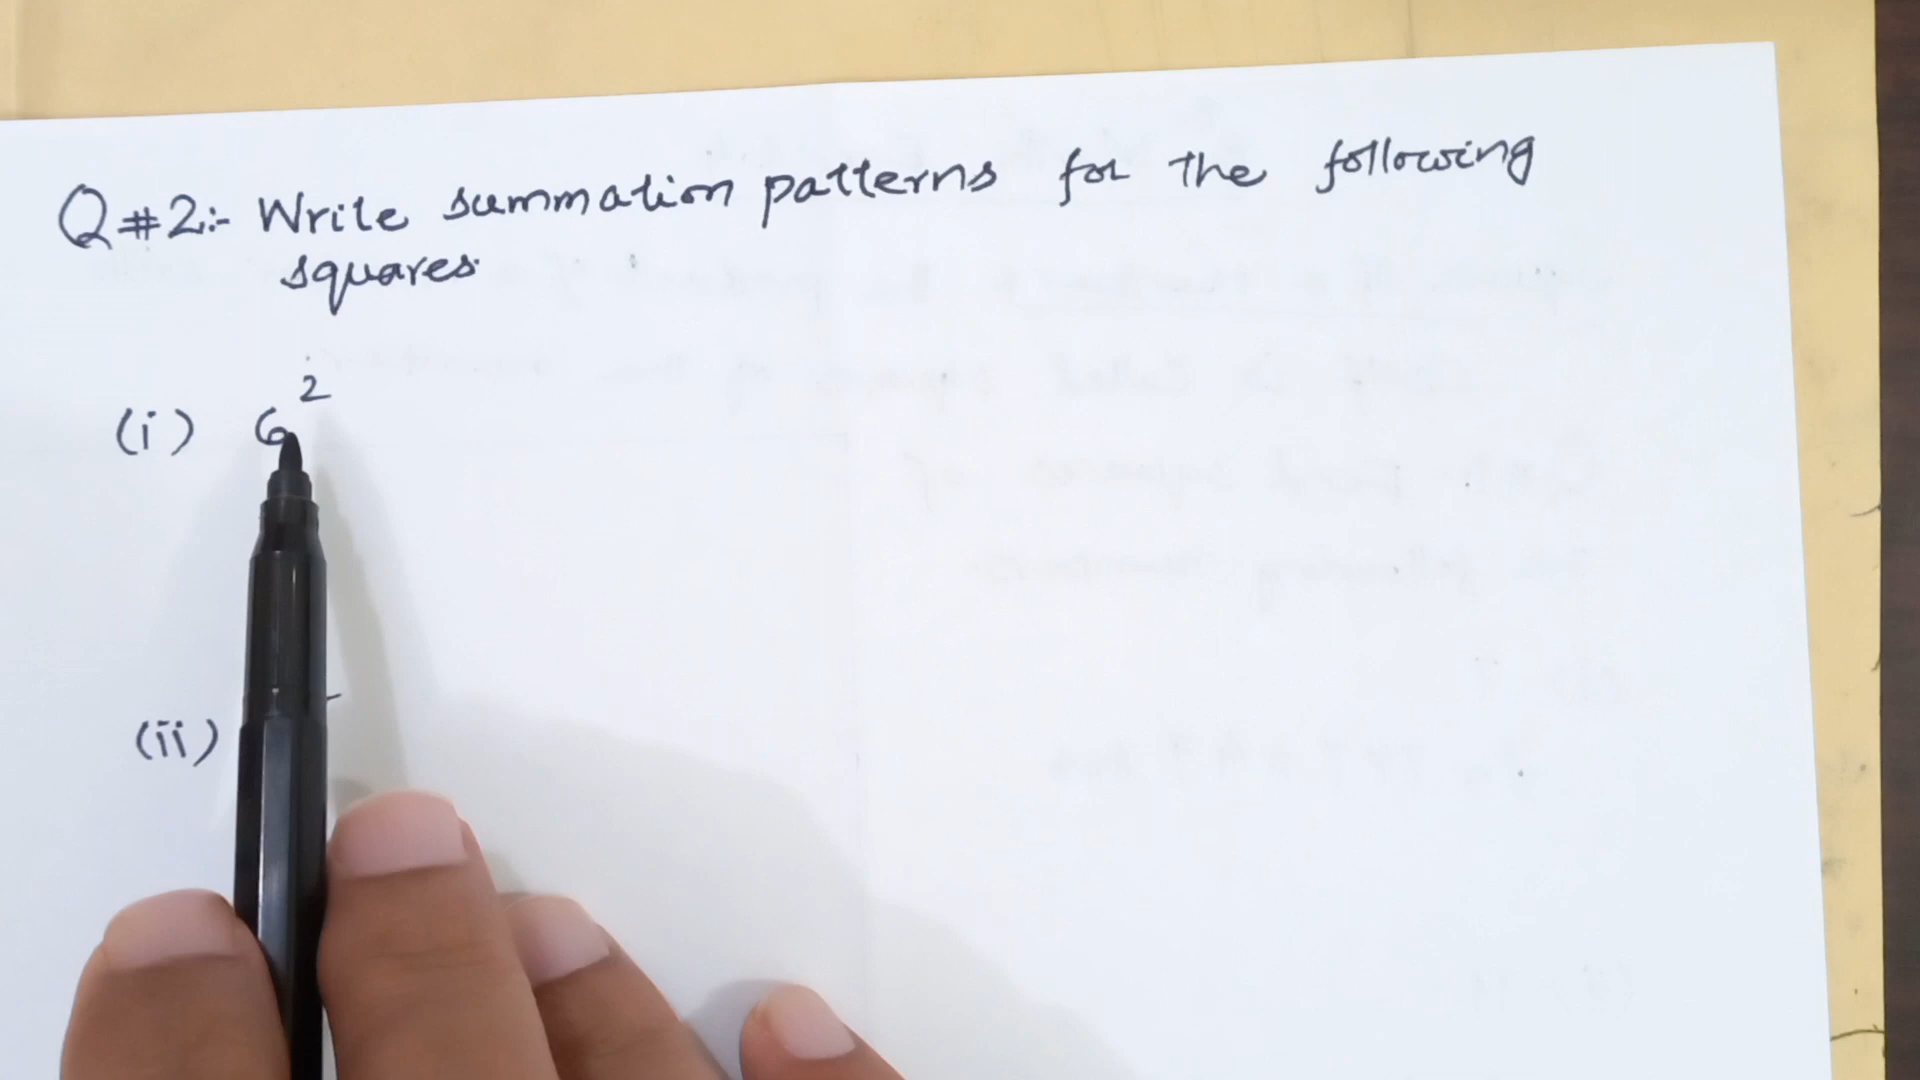 Q#2:- Write summation patterns for the following
squares.
(i) 6²
(ii)